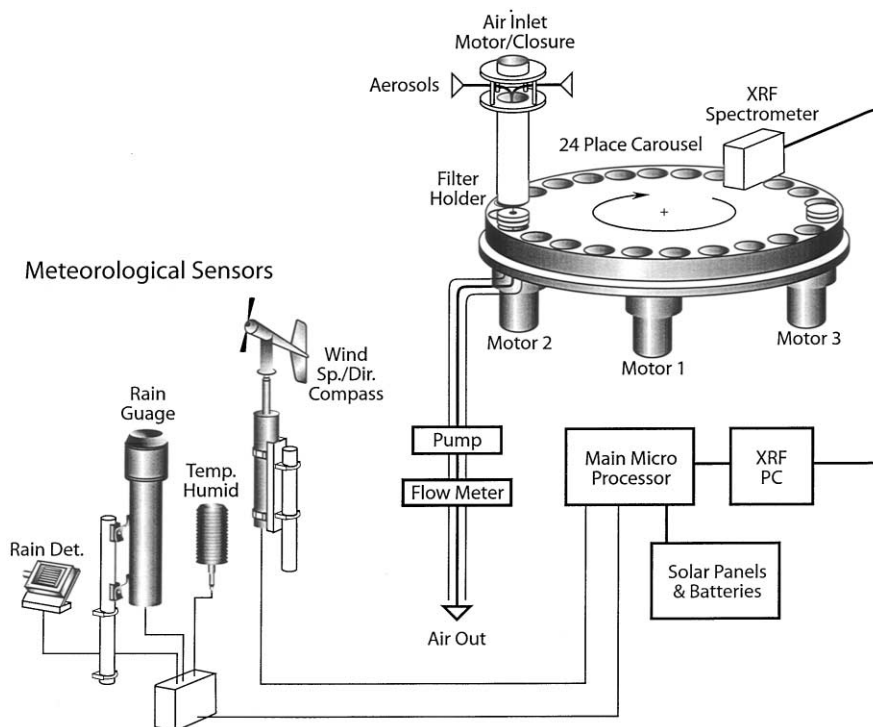 Air Inlet
Motor/Closure
Aerosols
XRF
Spectrometer
24 Place Carousel
Filter
Holder
+
Motor 2
Motor 1
Motor 3
Meteorological Sensors
Wind
Sp./Dir.
Compass
Rain
Guage
Temp.
Humid
Rain Det.
Pump
Flow Meter
Air Out
Main Micro
Processor
XRF
PC
Solar Panels
& Batteries